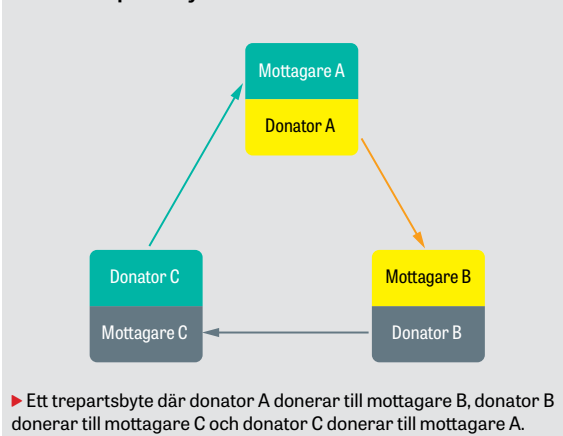 Mottagare A
Donator A
Donator C
Mottagare C
Mottagare B
Donator B
▶ Ett trepartsbyte där donator A donerar till mottagare B, donator B
donerar till mottagare C och donator C donerar till mottagare A.